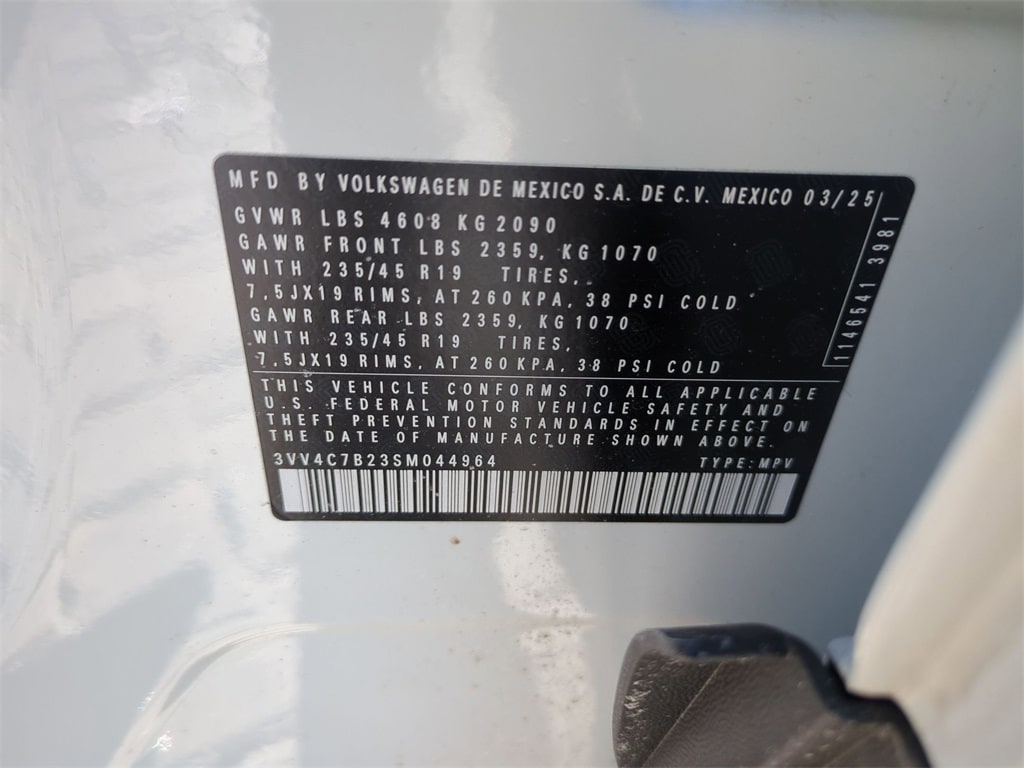 MFD BY VOLKSWAGEN DE MEXICO S.A. DE C.V. MEXICO 03/25
GVWR LBS 4608 KG 2090
GAWR FRONT LBS 2359, KG 1070
WITH 235/45 R19 TIRES,
7,5JX19 RIMS, AT 260 KPA, 38 PSI COLD
GAWR REAR LBS 2359, KG 1070
WITH 235/45 R19 TIRES,
7,5JX19 RIMS, AT 260 KPA, 38 PSI COLD
1146541 3981
THIS VEHICLE CONFORMS TO ALL APPLICABLE
U.S. FEDERAL MOTOR VEHICLE SAFETY AND
THEFT PREVENTION STANDARDS IN EFFECT ON
THE DATE OF MANUFACTURE SHOWN ABOVE.
3VV4C7B23SM044964 TYPE: MPV